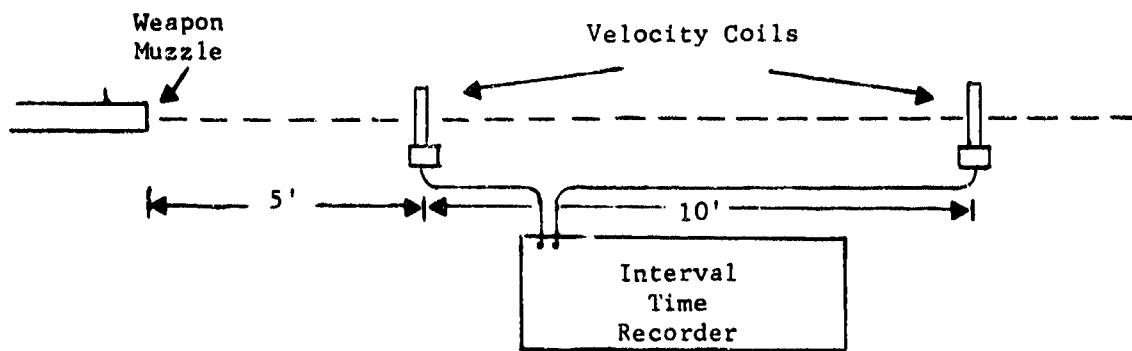 Weapon
Muzzle
Velocity Coils
5'
10'
Interval
Time
Recorder